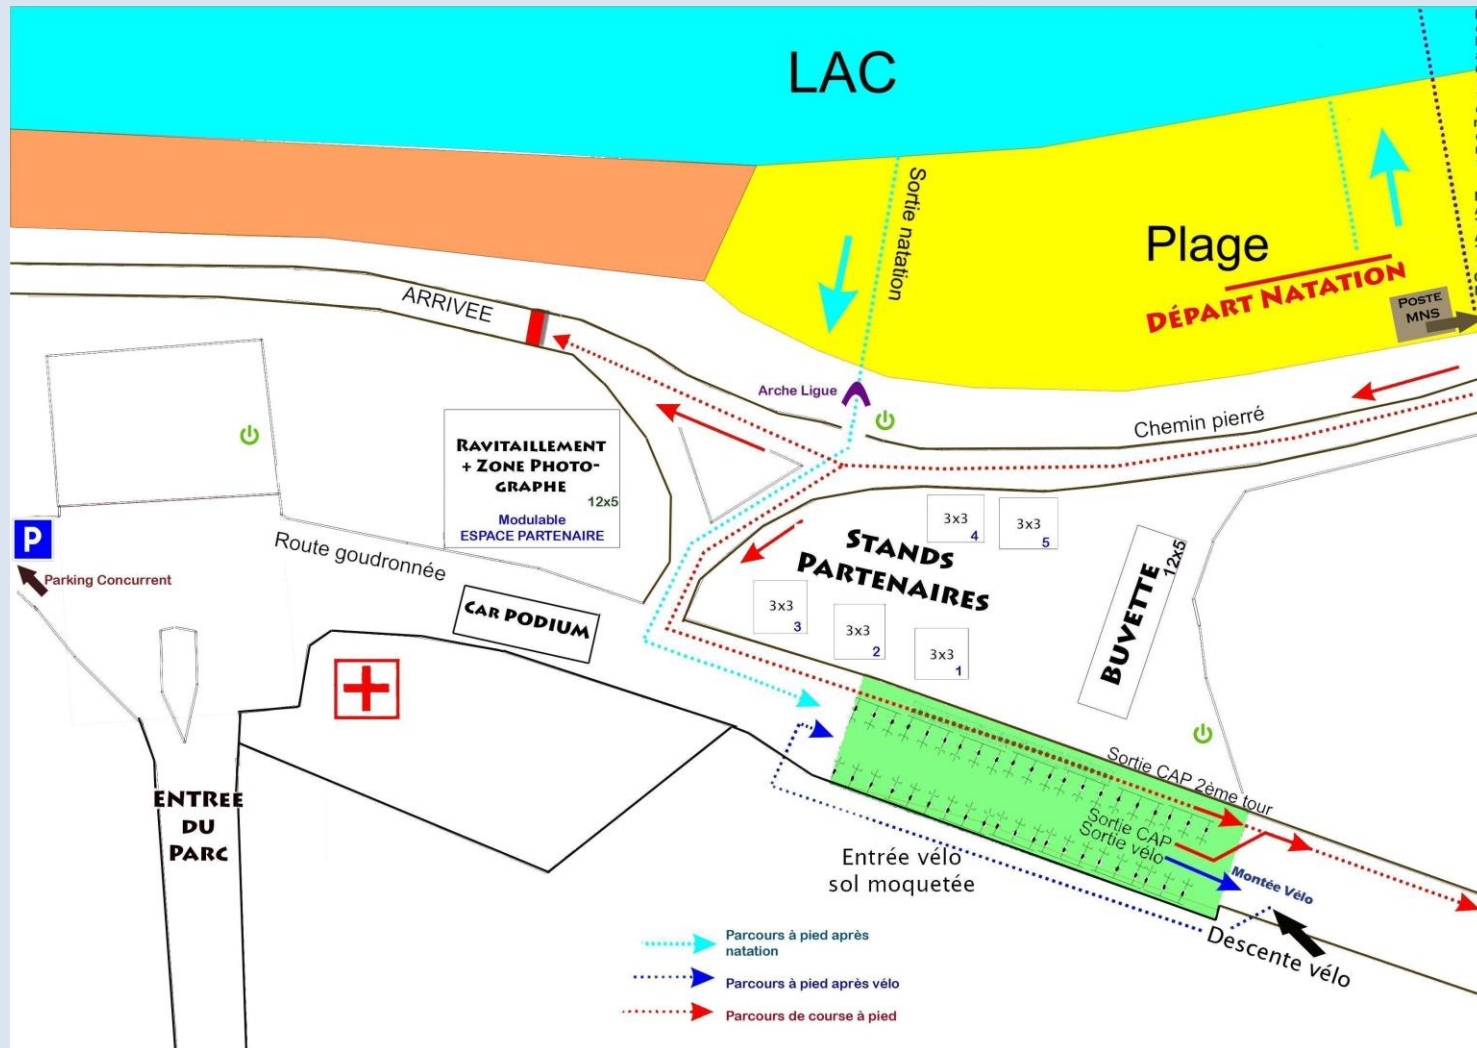 LAC
Sortie natation
Plage
DÉPART NATATION
POSTE
MNS
ARRIVEE
Arche Ligue
Chemin pierré
RAVITAILLEMENT
+ ZONE PHOTO-
GRAPHE
12x5
Modulable
ESPACE PARTENAIRE
3x3
4
3x3
5
STANDS
PARTENAIRES
P
Parking Concurrent
Route goudronnée
CAR PODIUM
3x3
3
3x3
2
3x3
1
BUVETTE
12x5
ENTREE
DU
PARC
Sortie CAP 2ème tour
Sortie CAP
Sortie vélo
Montée Vélo
Entrée vélo
sol moquetée
Descente vélo
Parcours à pied après
natation
Parcours à pied après vélo
Parcours de course à pied